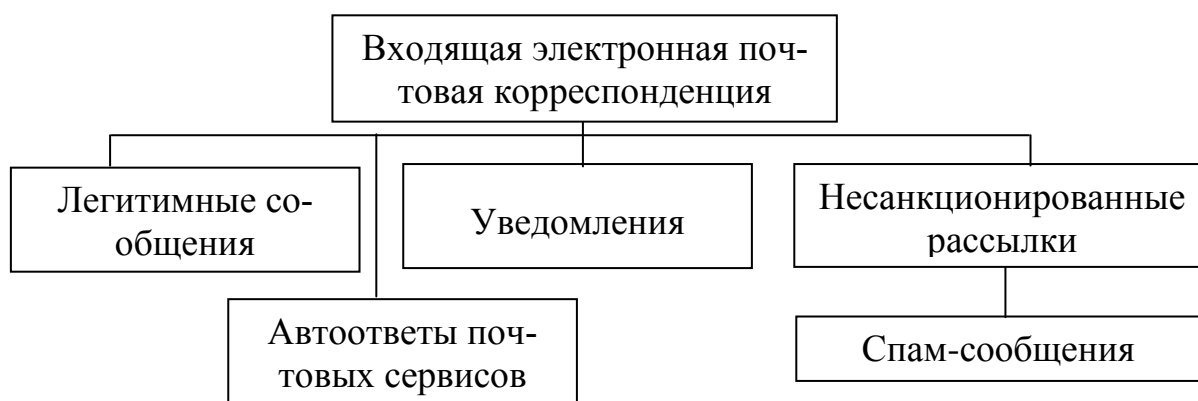 Входящая электронная поч-
товая корреспонденция
Легитимные со-
общения
Уведомления
Несанкционированные
рассылки
Автоответы поч-
товых сервисов
Спам-сообщения